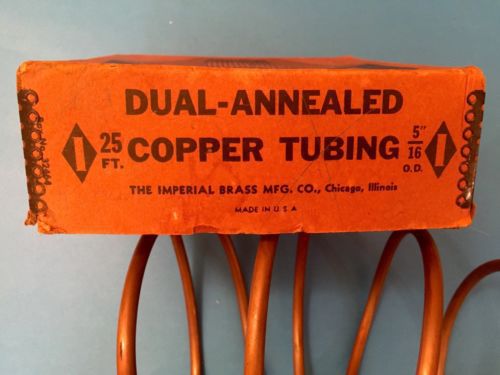 DUAL-ANNEALED
25 FT. COPPER TUBING 5/16" O.D.
THE IMPERIAL BRASS MFG. CO., Chicago, Illinois
MADE IN U.S.A